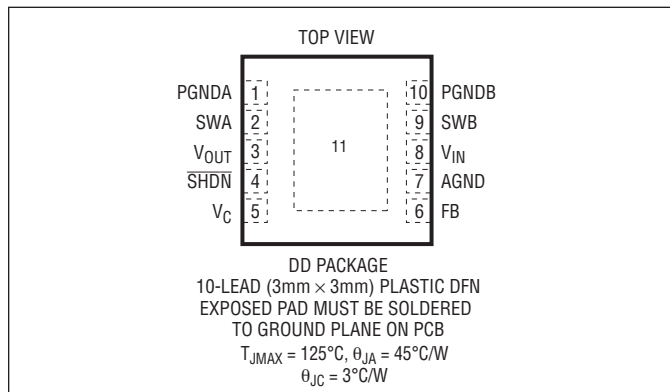 TOP VIEW
PGNDA 1 10 PGNDB
SWA 2 9 SWB
VOUT 3 11 8 VIN
SHDN 4 7 AGND
VC 5 6 FB
DD PACKAGE
10-LEAD (3mm × 3mm) PLASTIC DFN
EXPOSED PAD MUST BE SOLDERED
TO GROUND PLANE ON PCB
TJMAX = 125°C, θJA = 45°C/W
θJC = 3°C/W